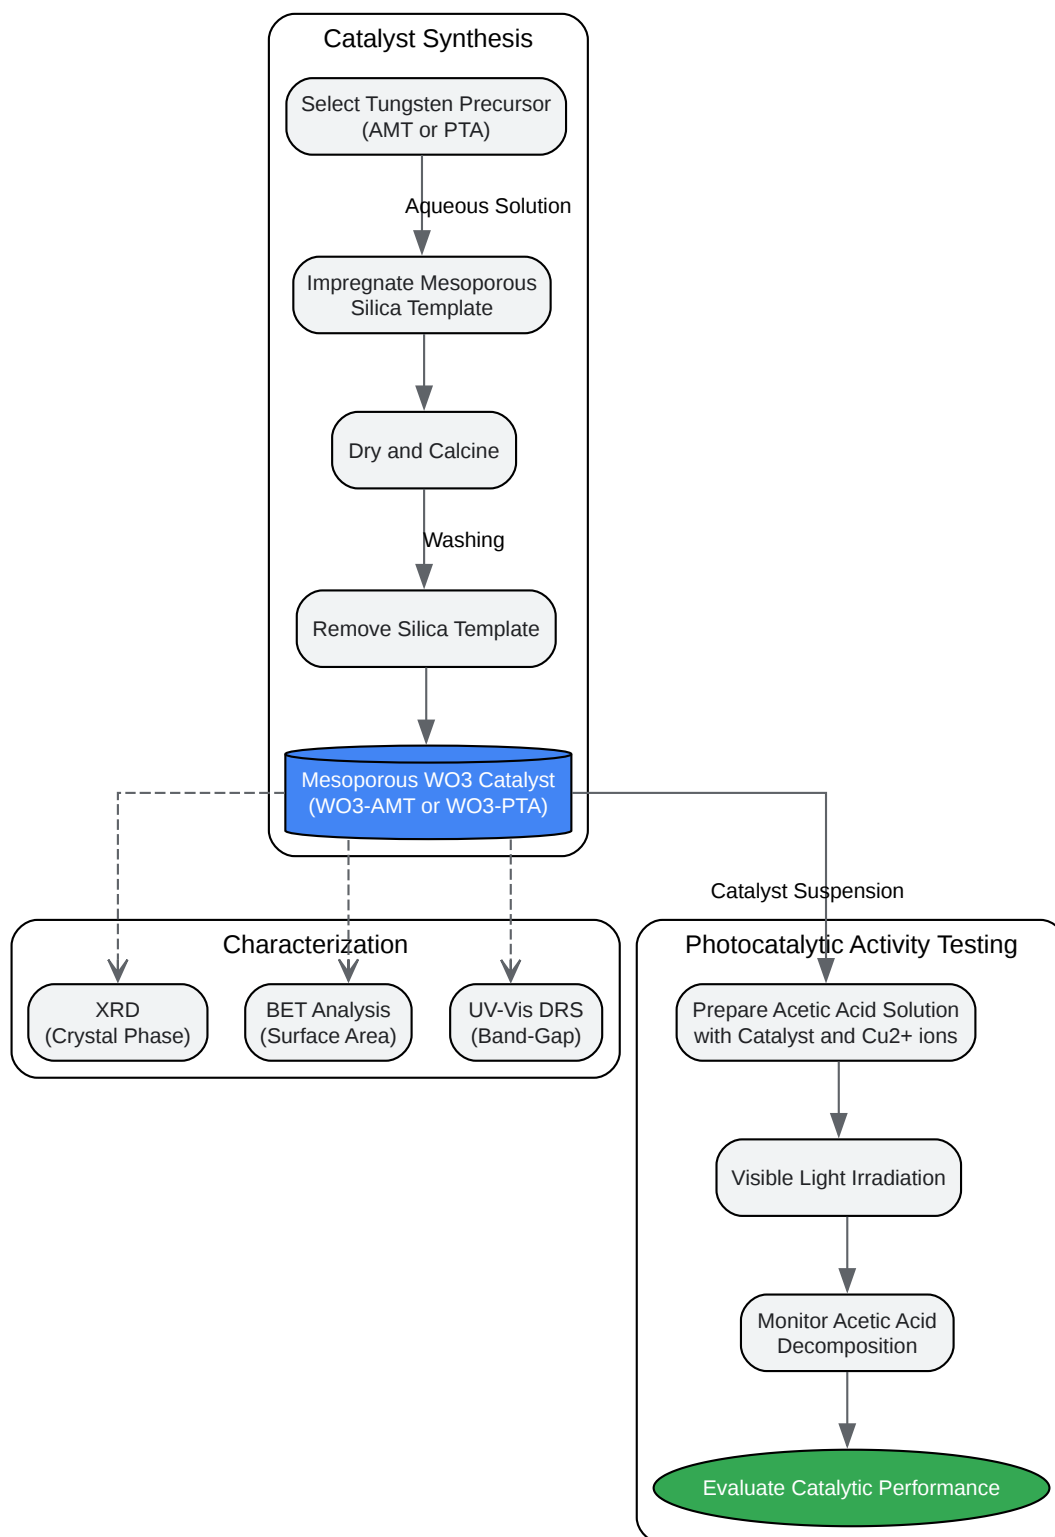 Catalyst Synthesis
Select Tungsten Precursor
(AMT or PTA)
Aqueous Solution
Impregnate Mesoporous
Silica Template
Dry and Calcine
Washing
Remove Silica Template
Mesoporous WO3 Catalyst
(WO3-AMT or WO3-PTA)
Catalyst Suspension
Characterization
XRD
(Crystal Phase)
BET Analysis
(Surface Area)
UV-Vis DRS
(Band-Gap)
Photocatalytic Activity Testing
Prepare Acetic Acid Solution
with Catalyst and Cu2+ ions
Visible Light Irradiation
Monitor Acetic Acid
Decomposition
Evaluate Catalytic Performance